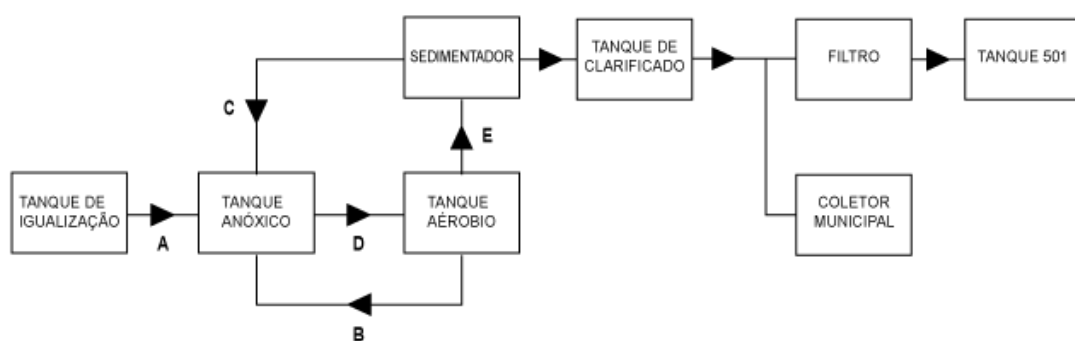 SEDIMENTADOR
TANQUE DE
CLARIFICADO
FILTRO
TANQUE 501
C
E
TANQUE DE
IGUALIZAÇÃO
A
TANQUE
ANÓXICO
D
TANQUE
AÉROBIO
COLETOR
MUNICIPAL
B